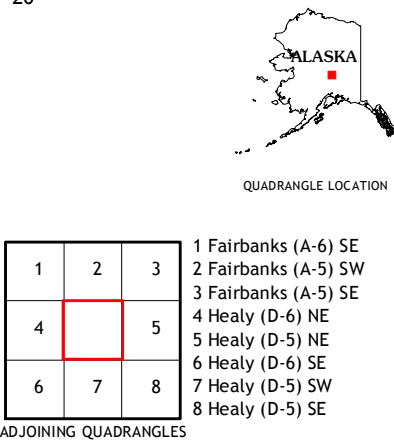 ALASKA
QUADRANGLE LOCATION
1 2 3
4 5
6 7 8
ADJOINING QUADRANGLES
1 Fairbanks (A-6) SE
2 Fairbanks (A-5) SW
3 Fairbanks (A-5) SE
4 Healy (D-6) NE
5 Healy (D-5) NE
6 Healy (D-6) SE
7 Healy (D-5) SW
8 Healy (D-5) SE